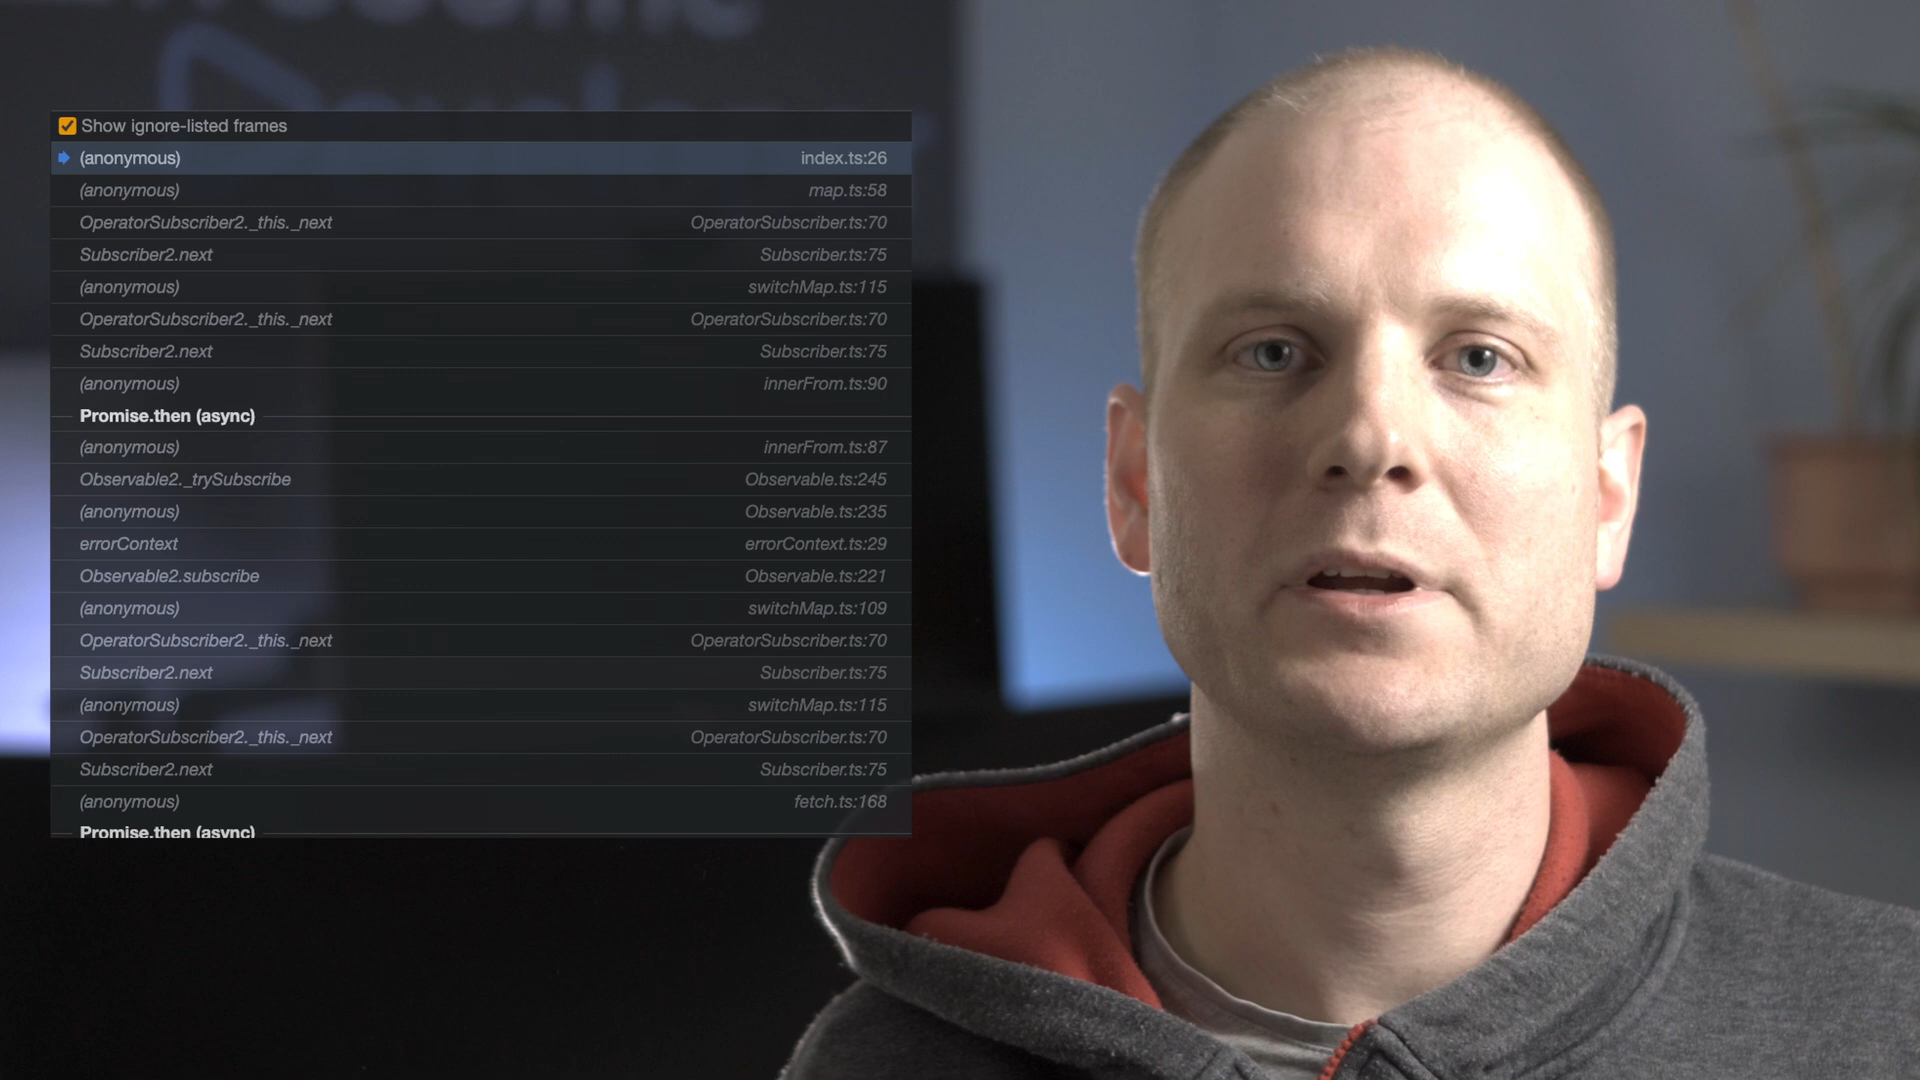 Show ignore-listed frames
(anonymous) index.ts:26
(anonymous) map.ts:58
OperatorSubscriber2._this._next OperatorSubscriber.ts:70
Subscriber2.next Subscriber.ts:75
(anonymous) switchMap.ts:115
OperatorSubscriber2._this._next OperatorSubscriber.ts:70
Subscriber2.next Subscriber.ts:75
(anonymous) innerFrom.ts:90
Promise.then (async)
(anonymous) innerFrom.ts:87
Observable2._trySubscribe Observable.ts:245
(anonymous) Observable.ts:235
errorContext errorContext.ts:29
Observable2.subscribe Observable.ts:221
(anonymous) switchMap.ts:109
OperatorSubscriber2._this._next OperatorSubscriber.ts:70
Subscriber2.next Subscriber.ts:75
(anonymous) switchMap.ts:115
OperatorSubscriber2._this._next OperatorSubscriber.ts:70
Subscriber2.next Subscriber.ts:75
(anonymous) fetch.ts:168
Promise.then (async)